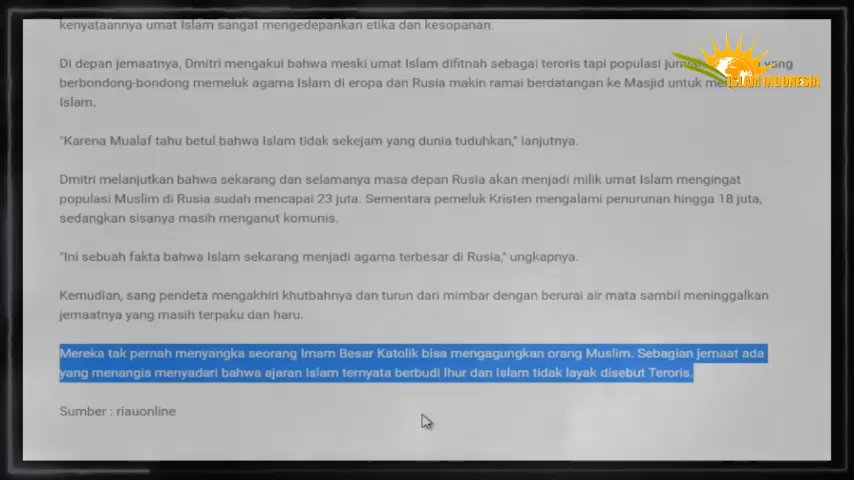 kenyataannya umat Islam sangat mengedepankan etika dan kesopanan.
Di depan jemaatnya, Dmitri mengakui bahwa meski umat Islam difitnah sebagai teroris tapi populasi yang
berbondong-bondong memeluk agama Islam di eropa dan Rusia makin ramai berdatangan ke Masjid untuk
Islam.
ISLAM INDONESIA
"Karena Mualaf tahu betul bahwa Islam tidak sekejam yang dunia tuduhkan," lanjutnya.
Dmitri melanjutkan bahwa sekarang dan selamanya masa depan Rusia akan menjadi milik umat Islam mengingat
populasi Muslim di Rusia sudah mencapai 23 juta. Sementara pemeluk Kristen mengalami penurunan hingga 18 juta,
sedangkan sisanya masih menganut komunis.
"Ini sebuah fakta bahwa Islam sekarang menjadi agama terbesar di Rusia," ungkapnya.
Kemudian, sang pendeta mengakhiri khutbahnya dan turun dari mimbar dengan berurai air mata sambil meninggalkan
jemaatnya yang masih terpaku dan haru.
Mereka tak pernah menyangka seorang Imam Besar Katolik bisa mengagungkan orang Muslim. Sebagian jemaat ada
yang menangis menyadari bahwa ajaran Islam ternyata berbudi lhur dan Islam tidak layak disebut Teroris.
Sumber : riauonline